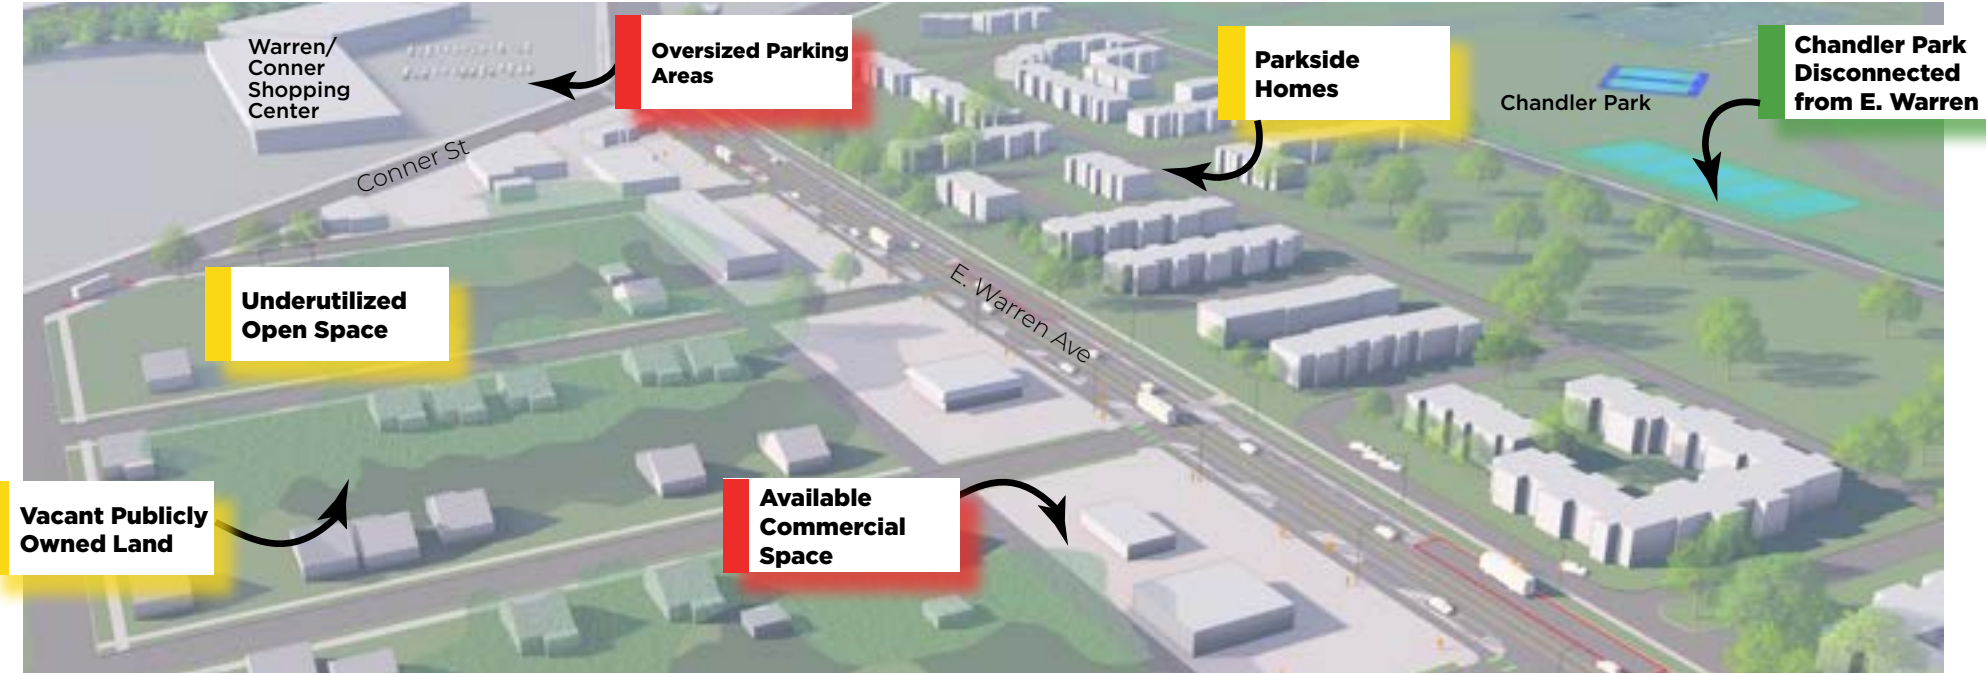 Warren/
Conner
Shopping
Center
Oversized Parking
Areas
Parkside
Homes
Chandler Park
Chandler Park
Disconnected
from E. Warren
Conner St
Underutilized
Open Space
E. Warren Ave
Vacant Publicly
Owned Land
Available
Commercial
Space